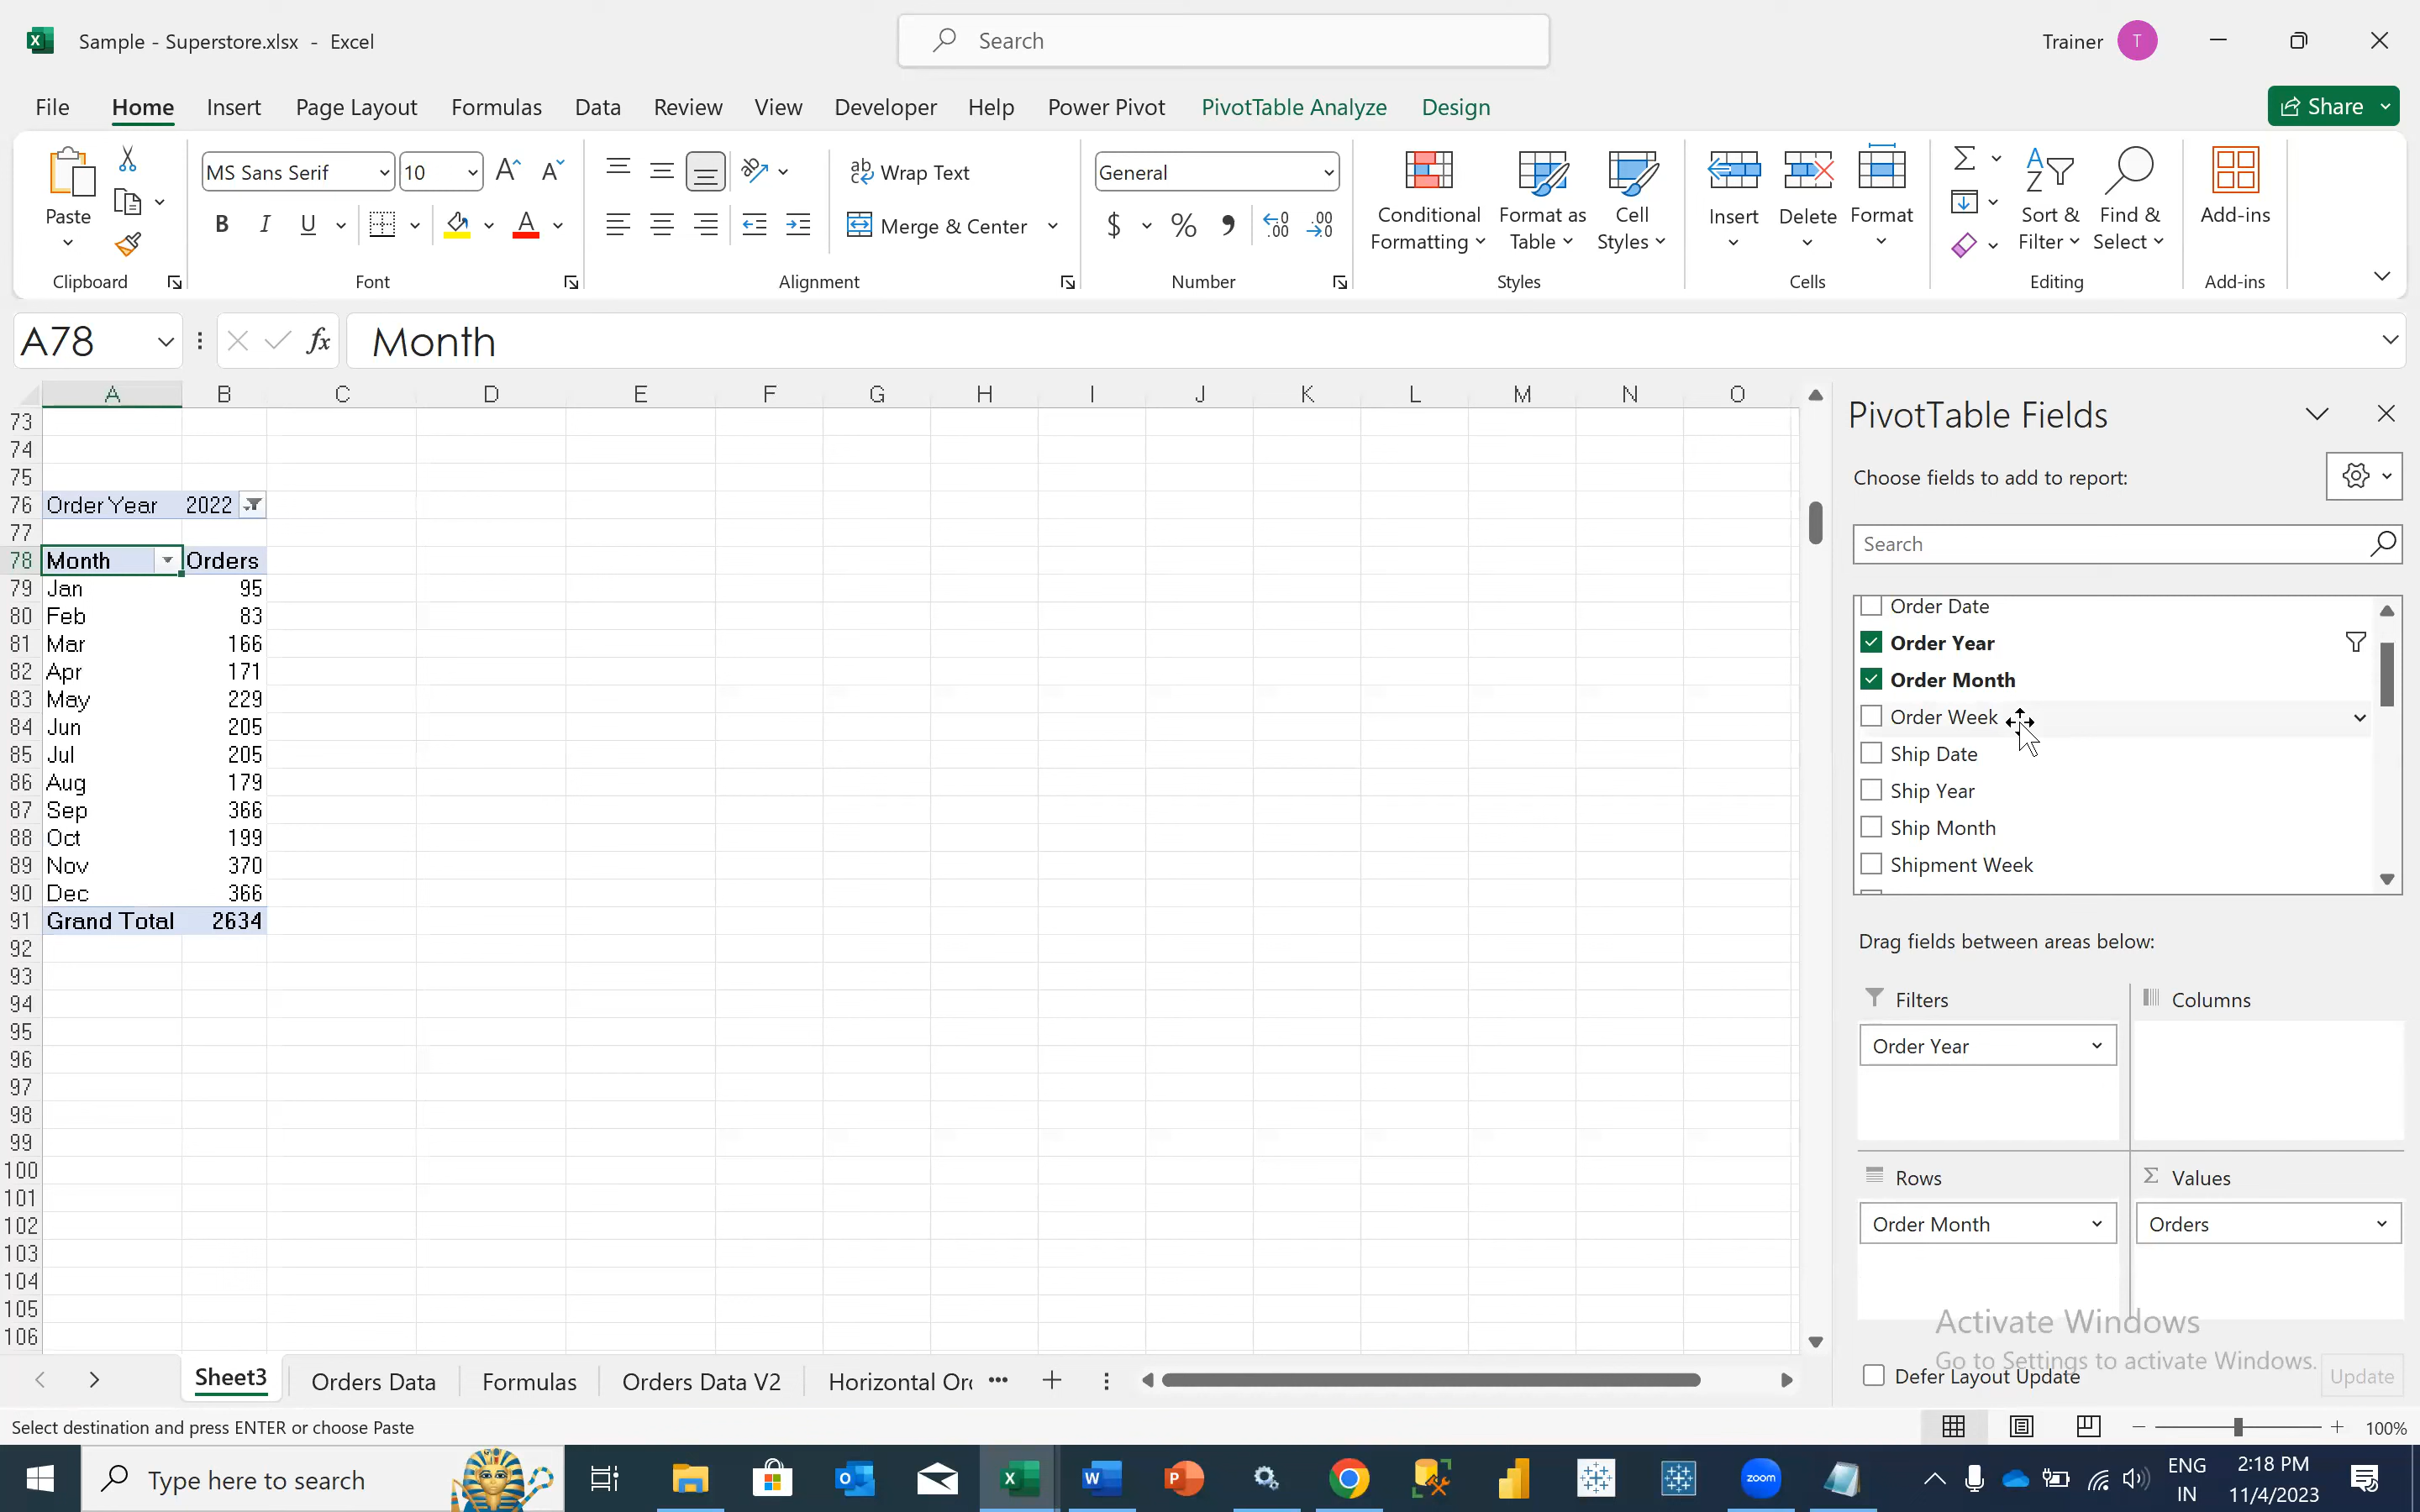 Sample - Superstore.xlsx - Excel
Search
Trainer T
File Home Insert Page Layout Formulas Data Review View Developer Help Power Pivot PivotTable Analyze Design
Share
Paste
Clipboard
MS Sans Serif 10
B I U A
Font
Wrap Text
Merge & Center
Alignment
General
$ %
Number
Conditional Formatting
Format as Table
Cell Styles
Styles
Insert
Delete
Format
Cells
Sort & Filter
Find & Select
Editing
Add-ins
Add-ins
A78
fx
Month
A B C D E F G H I J K L M N O
73
74
75
76 Order Year 2022
77
78 Month Orders
79 Jan 95
80 Feb 83
81 Mar 166
82 Apr 171
83 May 229
84 Jun 205
85 Jul 205
86 Aug 179
87 Sep 366
88 Oct 199
89 Nov 370
90 Dec 366
91 Grand Total 2634
92
93
94
95
96
97
98
99
100
101
102
103
104
105
106
PivotTable Fields
Choose fields to add to report:
Search
Order Date
Order Year
Order Month
Order Week
Ship Date
Ship Year
Ship Month
Shipment Week
Drag fields between areas below:
Filters
Columns
Order Year
Rows
Σ Values
Order Month
Orders
Activate Windows
Go to Settings to activate Windows.
Defer Layout Update
Update
Sheet3 Orders Data Formulas Orders Data V2 Horizontal Orc ...
Select destination and press ENTER or choose Paste
100%
Type here to search
zoom
ENG
IN
2:18 PM
11/4/2023